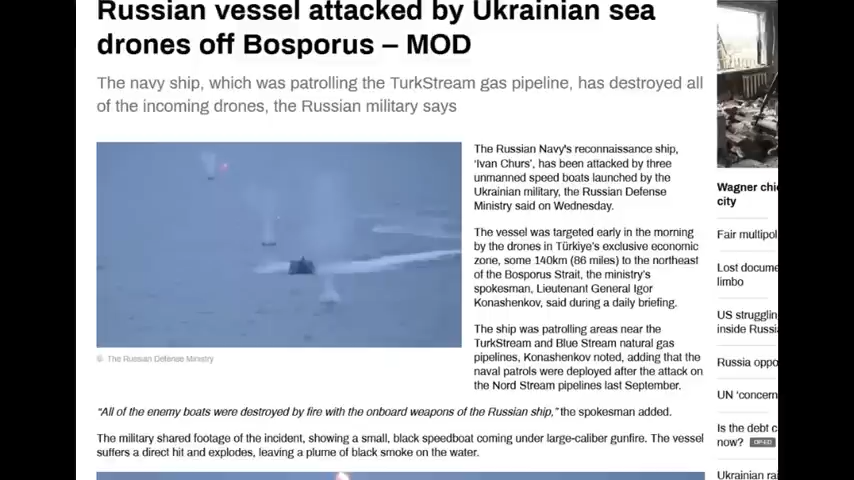 Russian vessel attacked by Ukrainian sea
drones off Bosporus – MOD
The navy ship, which was patrolling the TurkStream gas pipeline, has destroyed all
of the incoming drones, the Russian military says
The Russian Navy's reconnaissance ship,
'Ivan Churs', has been attacked by three
unmanned speed boats launched by the
Ukrainian military, the Russian Defense
Ministry said on Wednesday.
The vessel was targeted early in the morning
by the drones in Türkiye's exclusive economic
zone, some 140km (86 miles) to the northeast
of the Bosporus Strait, the ministry's
spokesman, Lieutenant General Igor
Konashenkov, said during a daily briefing.
The ship was patrolling areas near the
TurkStream and Blue Stream natural gas
pipelines, Konashenkov noted, adding that the
naval patrols were deployed after the attack on
the Nord Stream pipelines last September.
© The Russian Defense Ministry
"All of the enemy boats were destroyed by fire with the onboard weapons of the Russian ship," the spokesman added.
The military shared footage of the incident, showing a small, black speedboat coming under large-caliber gunfire. The vessel
suffers a direct hit and explodes, leaving a plume of black smoke on the water.
Wagner chie
city
Fair multipol
Lost docume
limbo
US struggling
inside Russi
Russia oppo
UN 'concern
Is the debt c
now? OP-ED
Ukrainian rai